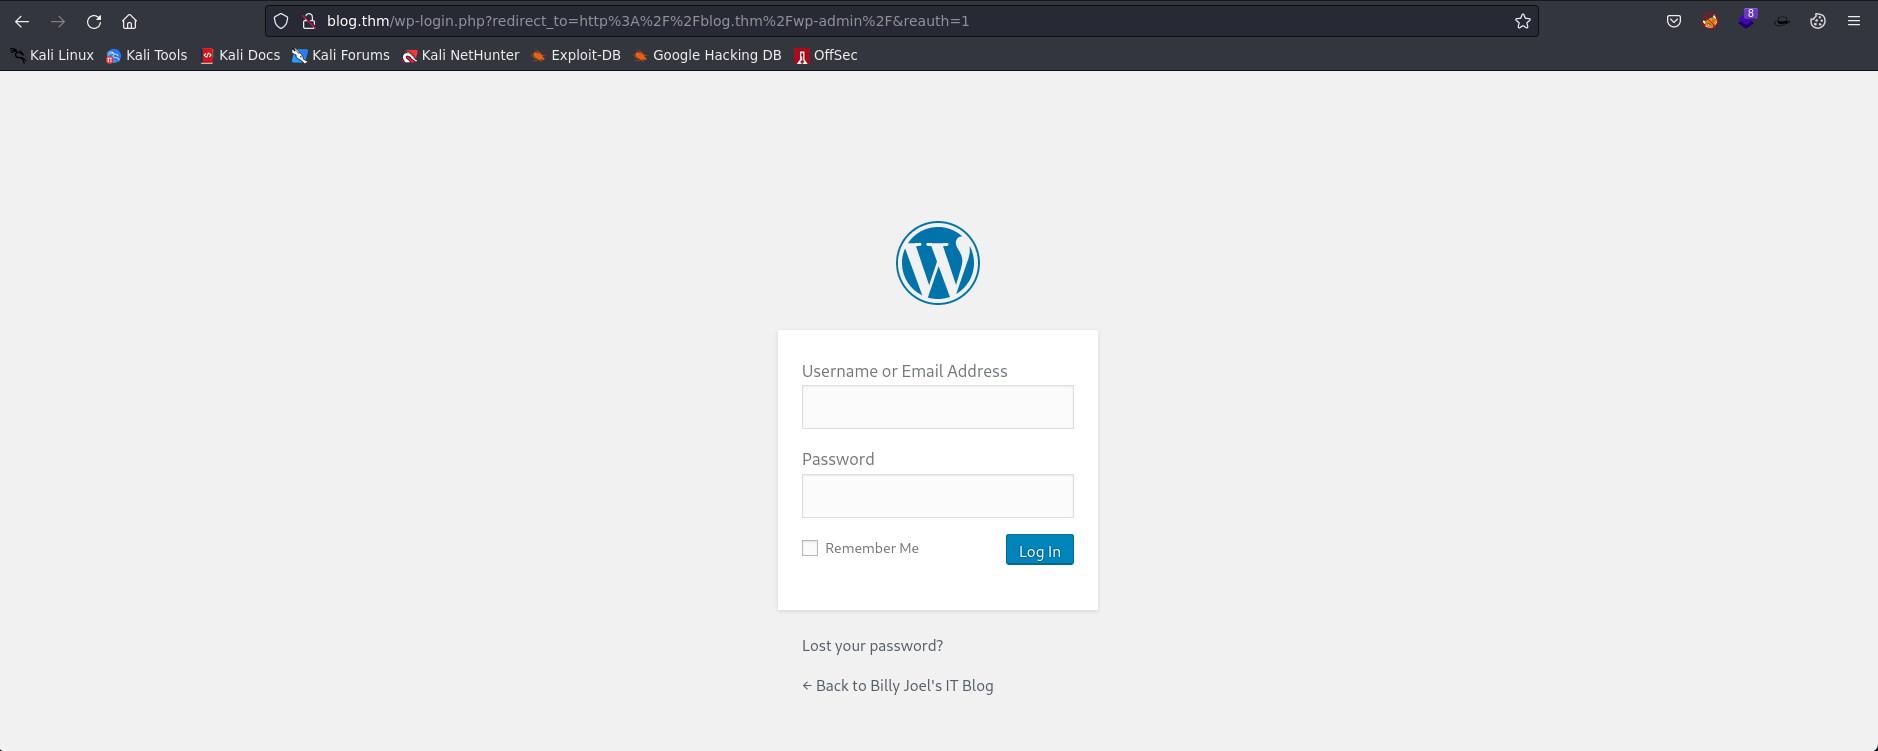 blog.thm/wp-login.php?redirect_to=http%3A%2F%2Fblog.thm%2Fwp-admin%2F&reauth=1
8
Kali Linux Kali Tools Kali Docs Kali Forums Kali NetHunter Exploit-DB Google Hacking DB OffSec
Username or Email Address
Password
Remember Me Log In
Lost your password?
← Back to Billy Joel's IT Blog